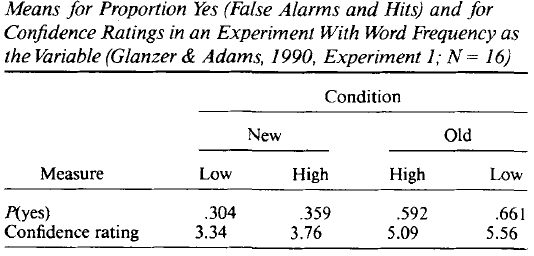 Means for Proportion Yes (False Alarms and Hits) and for
Confidence Ratings in an Experiment With Word Frequency as
the Variable (Glanzer & Adams, 1990, Experiment 1; N = 16)
Condition
New Old
Measure Low High High Low
P(yes) .304 .359 .592 .661
Confidence rating 3.34 3.76 5.09 5.56